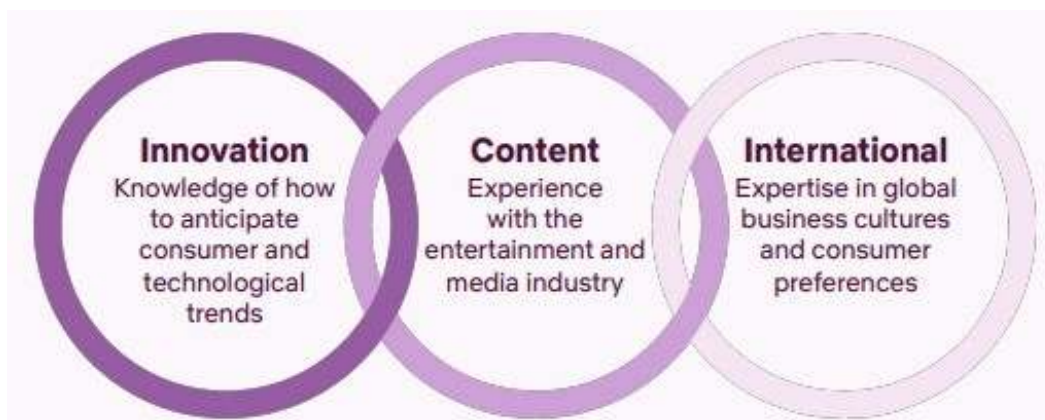 Innovation
Knowledge of how
to anticipate
consumer and
technological
trends
Content
Experience
with the
entertainment and
media industry
International
Expertise in global
business cultures
and consumer
preferences